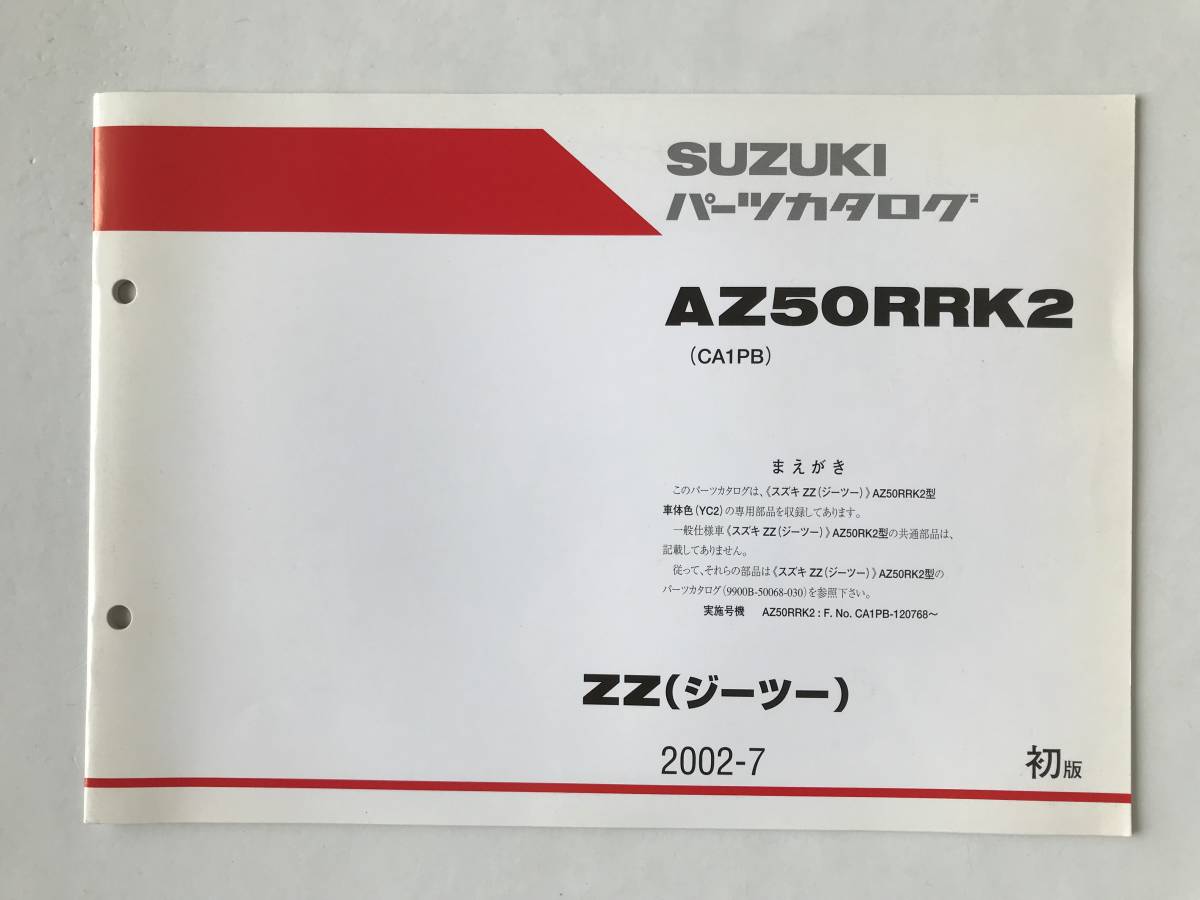 SUZUKI
パーツカタログ
AZ50RRK2
(CA1PB)
まえがき
このパーツカタログは、《スズキ ZZ(ジーツー)》AZ50RRK2型
車体色(YC2)の専用部品を収録してあります。
一般仕様車《スズキ ZZ(ジーツー)》AZ50RK2型の共通部品は、
記載してありません。
従って、それらの部品は《スズキ ZZ(ジーツー)》AZ50RK2型の
パーツカタログ(9900B-50068-030)を参照下さい。
実施号機 AZ50RRK2 : F. No. CA1PB-120768〜
ZZ(ジーツー)
2002-7 初版